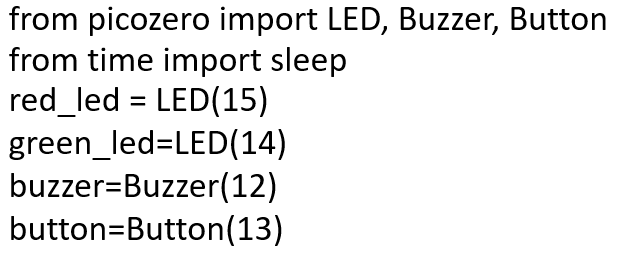 from picozero import LED, Buzzer, Button
from time import sleep
red_led = LED(15)
green_led=LED(14)
buzzer=Buzzer(12)
button=Button(13)